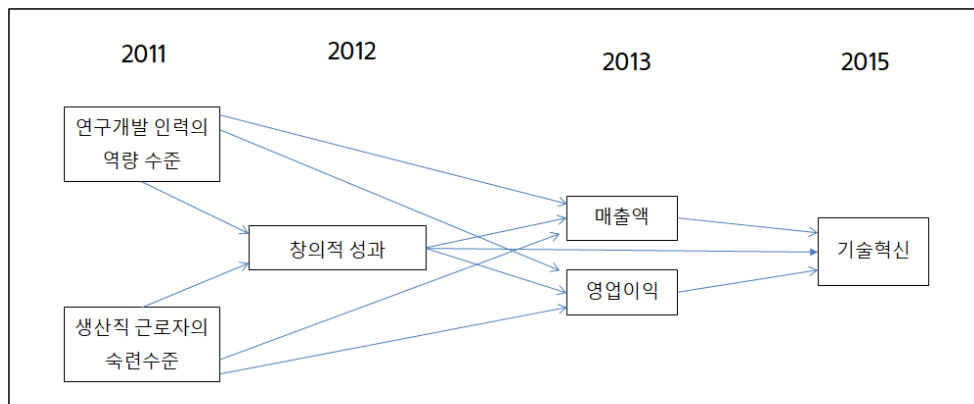 2011
2012
2013
2015
연구개발 인력의
역량 수준
창의적 성과
생산직 근로자의
숙련수준
매출액
영업이익
기술혁신